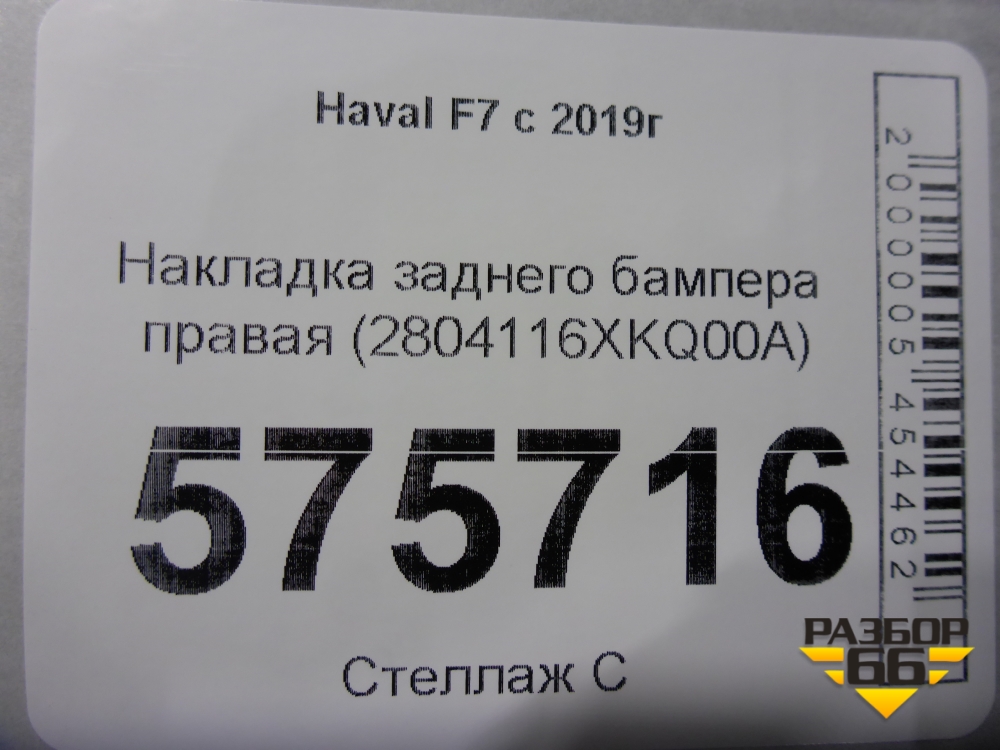 Haval F7 с 2019г
Накладка заднего бампера
правая (2804116XKQ00A)
575716
Стеллаж С
2000005454462
РАЗБОР
66